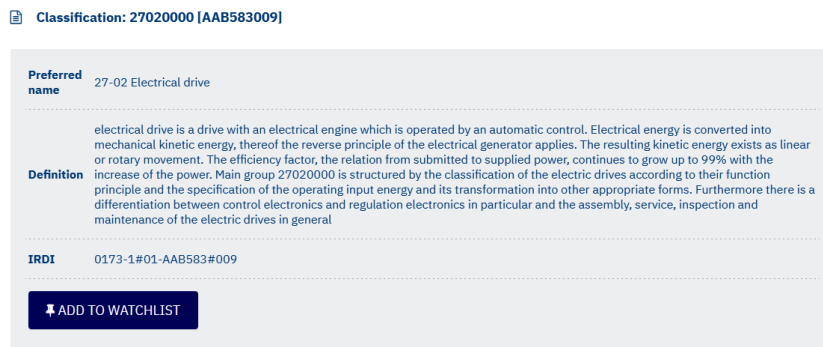 Classification: 27020000 [AAB583009]
Preferred name
27-02 Electrical drive
Definition
electrical drive is a drive with an electrical engine which is operated by an automatic control. Electrical energy is converted into
mechanical kinetic energy, thereof the reverse principle of the electrical generator applies. The resulting kinetic energy exists as linear
or rotary movement. The efficiency factor, the relation from submitted to supplied power, continues to grow up to 99% with the
increase of the power. Main group 27020000 is structured by the classification of the electric drives according to their function
principle and the specification of the operating input energy and its transformation into other appropriate forms. Furthermore there is a
differentiation between control electronics and regulation electronics in particular and the assembly, service, inspection and
maintenance of the electric drives in general
IRDI
0173-1#01-AAB583#009
ADD TO WATCHLIST